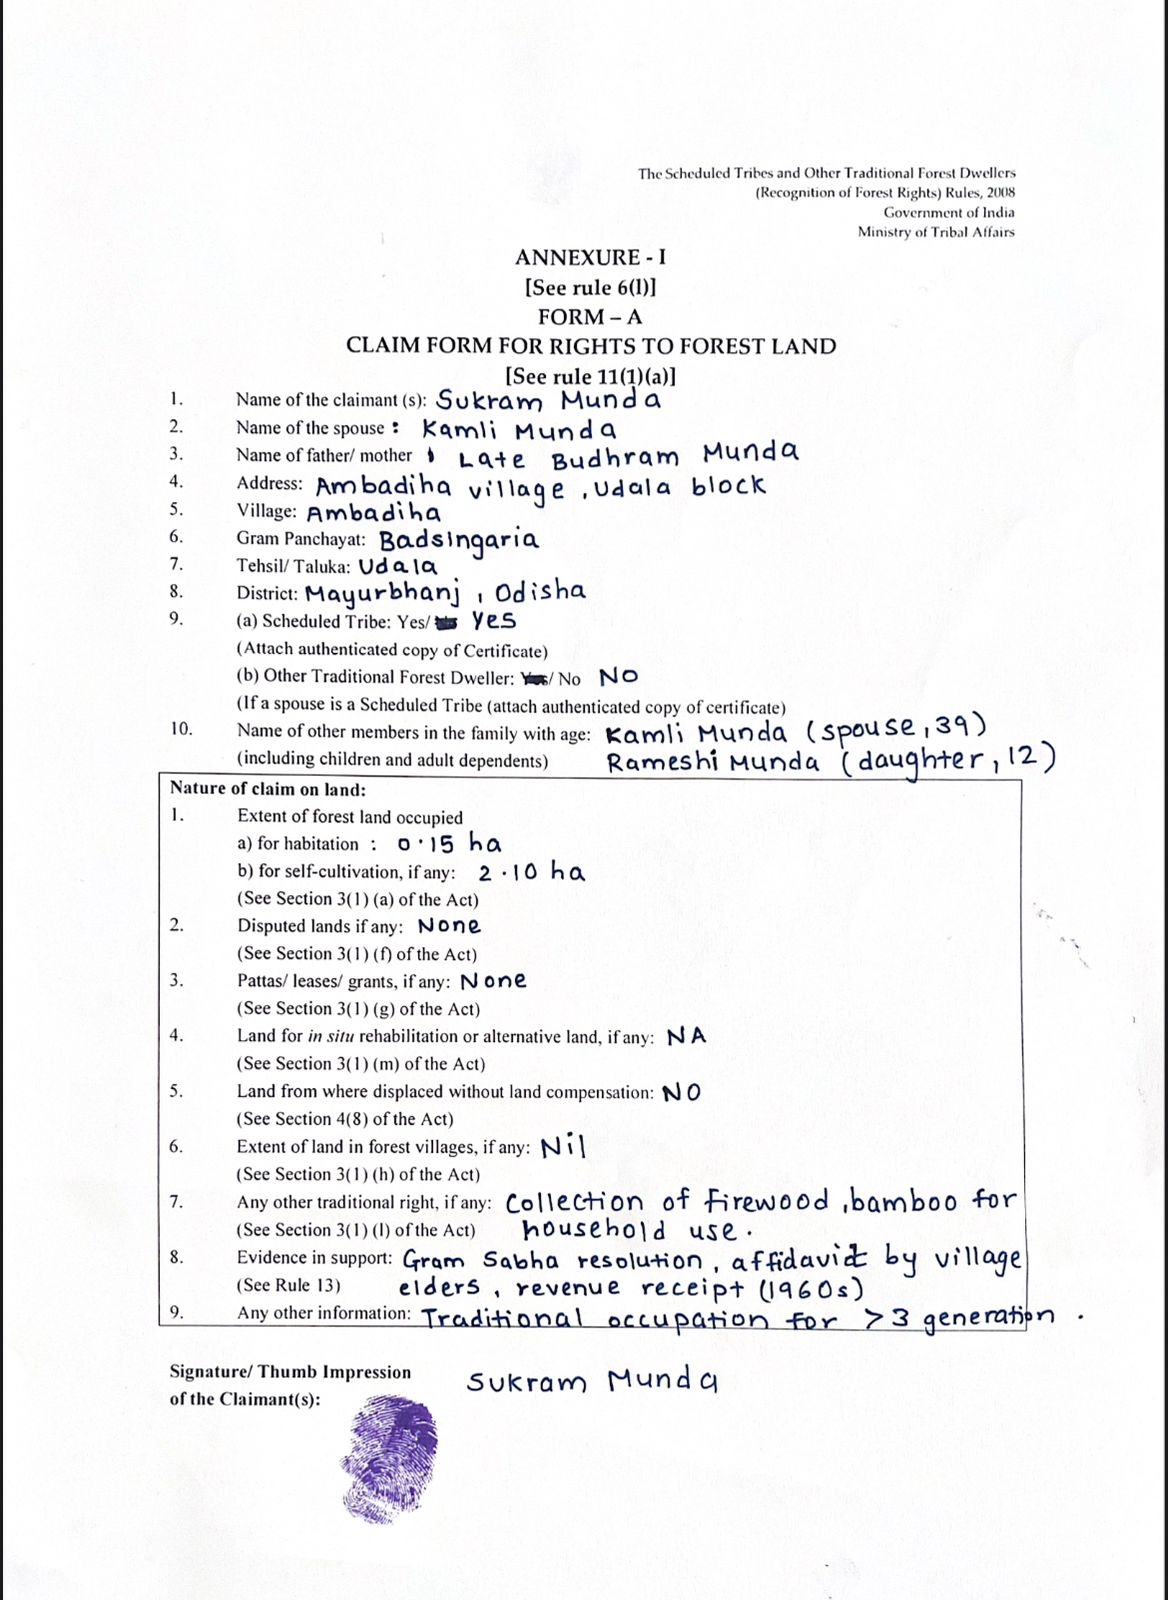 The Scheduled Tribes and Other Traditional Forest Dwellers
(Recognition of Forest Rights) Rules, 2008
Government of India
Ministry of Tribal Affairs
ANNEXURE - I
[See rule 6(l)]
FORM – A
CLAIM FORM FOR RIGHTS TO FOREST LAND
[See rule 11(1)(a)]
1. Name of the claimant (s): Sukram Munda
2. Name of the spouse : Kamli Munda
3. Name of father/ mother : Late Budhram Munda
4. Address: Ambadiha village , Udala block
5. Village: Ambadiha
6. Gram Panchayat: Badsingaria
7. Tehsil/ Taluka: Udala
8. District: Mayurbhanj , Odisha
9. (a) Scheduled Tribe: Yes/ Yes
(Attach authenticated copy of Certificate)
(b) Other Traditional Forest Dweller: Yes/ No NO
(If a spouse is a Scheduled Tribe (attach authenticated copy of certificate)
10. Name of other members in the family with age: Kamli Munda (spouse, 39)
(including children and adult dependents) Rameshi Munda (daughter, 12)
Nature of claim on land:
1. Extent of forest land occupied
a) for habitation : 0.15 ha
b) for self-cultivation, if any: 2.10 ha
(See Section 3(1) (a) of the Act)
2. Disputed lands if any: None
(See Section 3(1) (f) of the Act)
3. Pattas/ leases/ grants, if any: None
(See Section 3(1) (g) of the Act)
4. Land for in situ rehabilitation or alternative land, if any: NA
(See Section 3(1) (m) of the Act)
5. Land from where displaced without land compensation: NO
(See Section 4(8) of the Act)
6. Extent of land in forest villages, if any: Nil
(See Section 3(1) (h) of the Act)
7. Any other traditional right, if any: Collection of firewood , bamboo for
(See Section 3(1) (l) of the Act) household use .
8. Evidence in support: Gram Sabha resolution , affidavit by village
(See Rule 13) elders , revenue receipt (1960s)
9. Any other information: Traditional occupation for >3 generation .
Signature/ Thumb Impression Sukram Munda
of the Claimant(s):